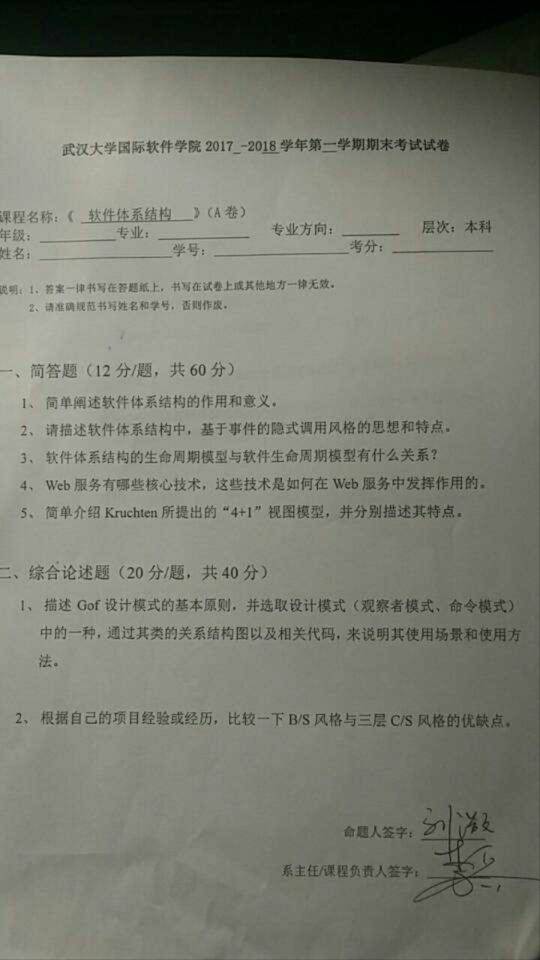 武汉大学国际软件学院 2017 -2018 学年第一学期期末考试试卷
课程名称:《 软件体系结构 》(A 卷)
年级: 专业: 专业方向: 层次:本科
姓名: 学号: 考分:
说明:1、答案一律书写在答题纸上,书写在试卷上或其他地方一律无效。
2、请准确规范书写姓名和学号,否则作废。
一、简答题(12 分/题,共 60 分)
1、 简单阐述软件体系结构的作用和意义。
2、 请描述软件体系结构中,基于事件的隐式调用风格的思想和特点。
3、 软件体系结构的生命周期模型与软件生命周期模型有什么关系?
4、 Web 服务有哪些核心技术,这些技术是如何在 Web 服务中发挥作用的。
5、 简单介绍 Kruchten 所提出的“4+1”视图模型,并分别描述其特点。
二、综合论述题(20 分/题,共 40 分)
1、 描述 Gof 设计模式的基本原则,并选取设计模式(观察者模式、命令模式)
中的一种,通过其类的关系结构图以及相关代码,来说明其使用场景和使用方
法。
2、 根据自己的项目经验或经历,比较一下 B/S 风格与三层 C/S 风格的优缺点。
命题人签字:
系主任/课程负责人签字: